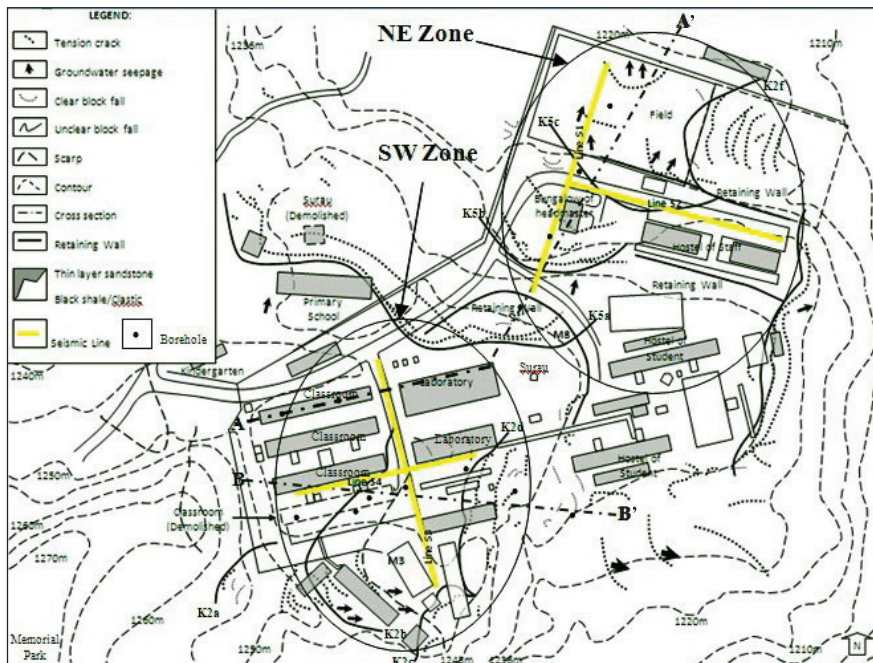 LEGEND:
Tension crack
Groundwater seepage
Clear block fall
Unclear block fall
Scarp
Contour
Cross section
Retaining Wall
Thin layer sandstone
Black shale/Clastic
Seismic Line
Borehole
1210m
1220m
A'
NE Zone
K2f
Field
K5c
Line S1
SW Zone
Retaining Wall
Surau
(Demolished)
Bungalow of
headmaster
Line S2
K5b
Hostel of Staff
Retaining Wall
Primary
School
Retaining Wall
K5a
M8
Hostel of
Student
Kindergarten
1240m
Surau
Laboratory
Classroom
A
K2d
Classroom
Laboratory
Hostel of
Student
Classroom
B
Line S4
1250m
Classroom
(Demolished)
B'
1260m
1270m
M3
K2a
1260m
K2b
1220m
Memorial
Park
1250m
K2c
1210m
N